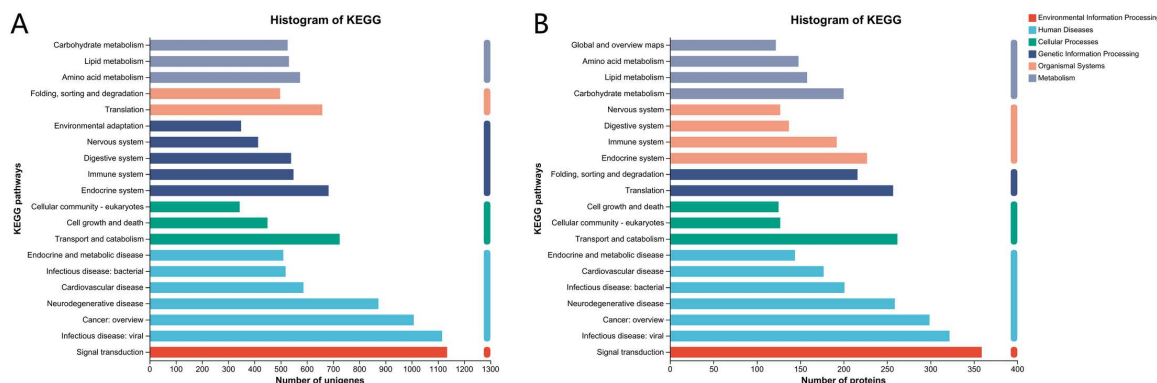 A
Histogram of KEGG
KEGG pathways
Carbohydrate metabolism
Lipid metabolism
Amino acid metabolism
Folding, sorting and degradation
Translation
Environmental adaptation
Nervous system
Digestive system
Immune system
Endocrine system
Cellular community - eukaryotes
Cell growth and death
Transport and catabolism
Endocrine and metabolic disease
Infectious disease: bacterial
Cardiovascular disease
Neurodegenerative disease
Cancer: overview
Infectious disease: viral
Signal transduction
0 100 200 300 400 500 600 700 800 900 1000 1100 1200 1300
Number of unigenes
B
Histogram of KEGG
KEGG pathways
Global and overview maps
Amino acid metabolism
Lipid metabolism
Carbohydrate metabolism
Nervous system
Digestive system
Immune system
Endocrine system
Folding, sorting and degradation
Translation
Cell growth and death
Cellular community - eukaryotes
Transport and catabolism
Endocrine and metabolic disease
Cardiovascular disease
Infectious disease: bacterial
Neurodegenerative disease
Cancer: overview
Infectious disease: viral
Signal transduction
0 50 100 150 200 250 300 350 400
Number of proteins
Environmental Information Processing
Human Diseases
Cellular Processes
Genetic Information Processing
Organismal Systems
Metabolism